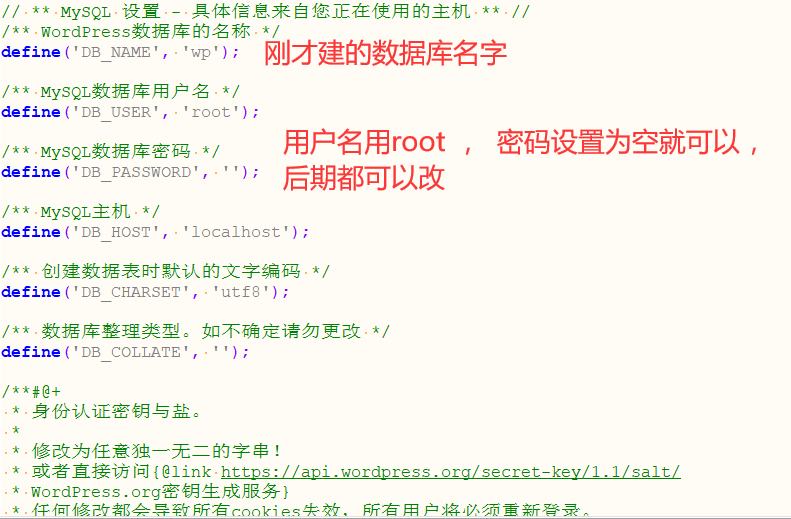 // ** MySQL 设置 - 具体信息来自您正在使用的主机 ** //
/** WordPress数据库的名称 */
define('DB_NAME', 'wp');
刚才建的数据库名字
/** MySQL数据库用户名 */
define('DB_USER', 'root');
用户名用root ， 密码设置为空就可以，
后期都可以改
/** MySQL数据库密码 */
define('DB_PASSWORD', '');
/** MySQL主机 */
define('DB_HOST', 'localhost');
/** 创建数据表时默认的文字编码 */
define('DB_CHARSET', 'utf8');
/** 数据库整理类型。如不确定请勿更改 */
define('DB_COLLATE', '');
/**#@+
* 身份认证密钥与盐。
*
* 修改为任意独一无二的字串！
* 或者直接访问{@link https://api.wordpress.org/secret-key/1.1/salt/
* WordPress.org密钥生成服务}
* 任何修改都会导致所有cookies失效，所有用户将必须重新登录。